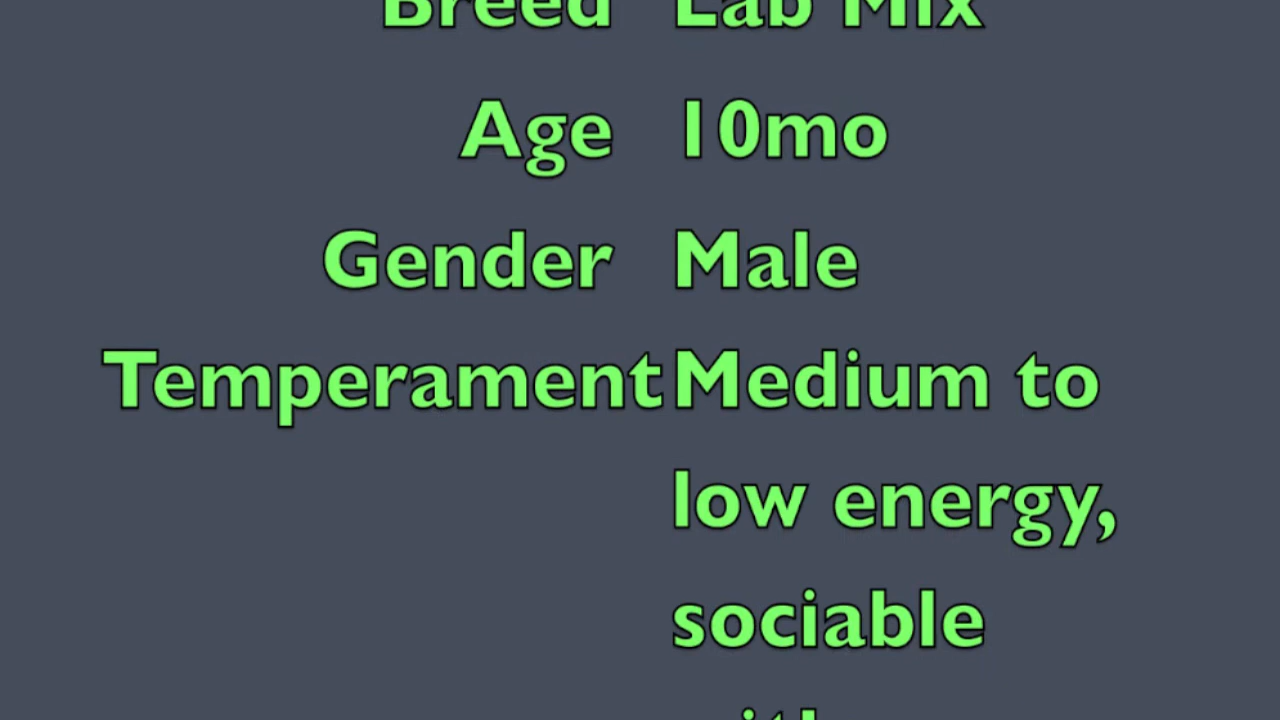 Breed Lab Mix
Age 10mo
Gender Male
Temperament Medium to
low energy,
sociable